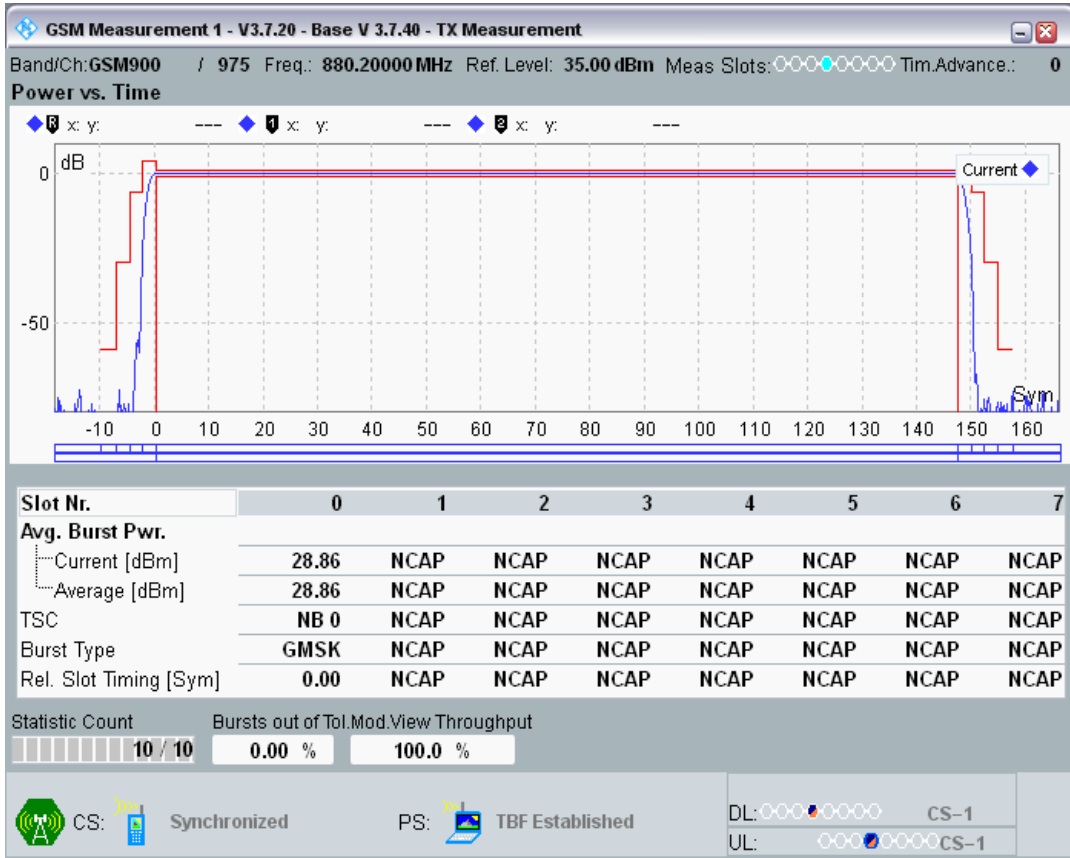 GSM Measurement 1 - V3.7.20 - Base V 3.7.40 - TX Measurement
Band/Ch:GSM900 / 975 Freq.: 880.20000 MHz Ref. Level: 35.00 dBm Meas Slots: Tim.Advance.: 0
Power vs. Time
R x: y: --- 1 x: y: --- 2 x: y: ---
dB
Current
0
-50
Sym
-10 0 10 20 30 40 50 60 70 80 90 100 110 120 130 140 150 160
Slot Nr. 0 1 2 3 4 5 6 7
Avg. Burst Pwr.
Current [dBm] 28.86 NCAP NCAP NCAP NCAP NCAP NCAP NCAP
Average [dBm] 28.86 NCAP NCAP NCAP NCAP NCAP NCAP NCAP
TSC NB 0 NCAP NCAP NCAP NCAP NCAP NCAP NCAP
Burst Type GMSK NCAP NCAP NCAP NCAP NCAP NCAP NCAP
Rel. Slot Timing [Sym] 0.00 NCAP NCAP NCAP NCAP NCAP NCAP NCAP
Statistic Count Bursts out of Tol.Mod.View Throughput
10 / 10 0.00 % 100.0 %
CS: Synchronized PS: TBF Established
DL: CS-1
UL: CS-1